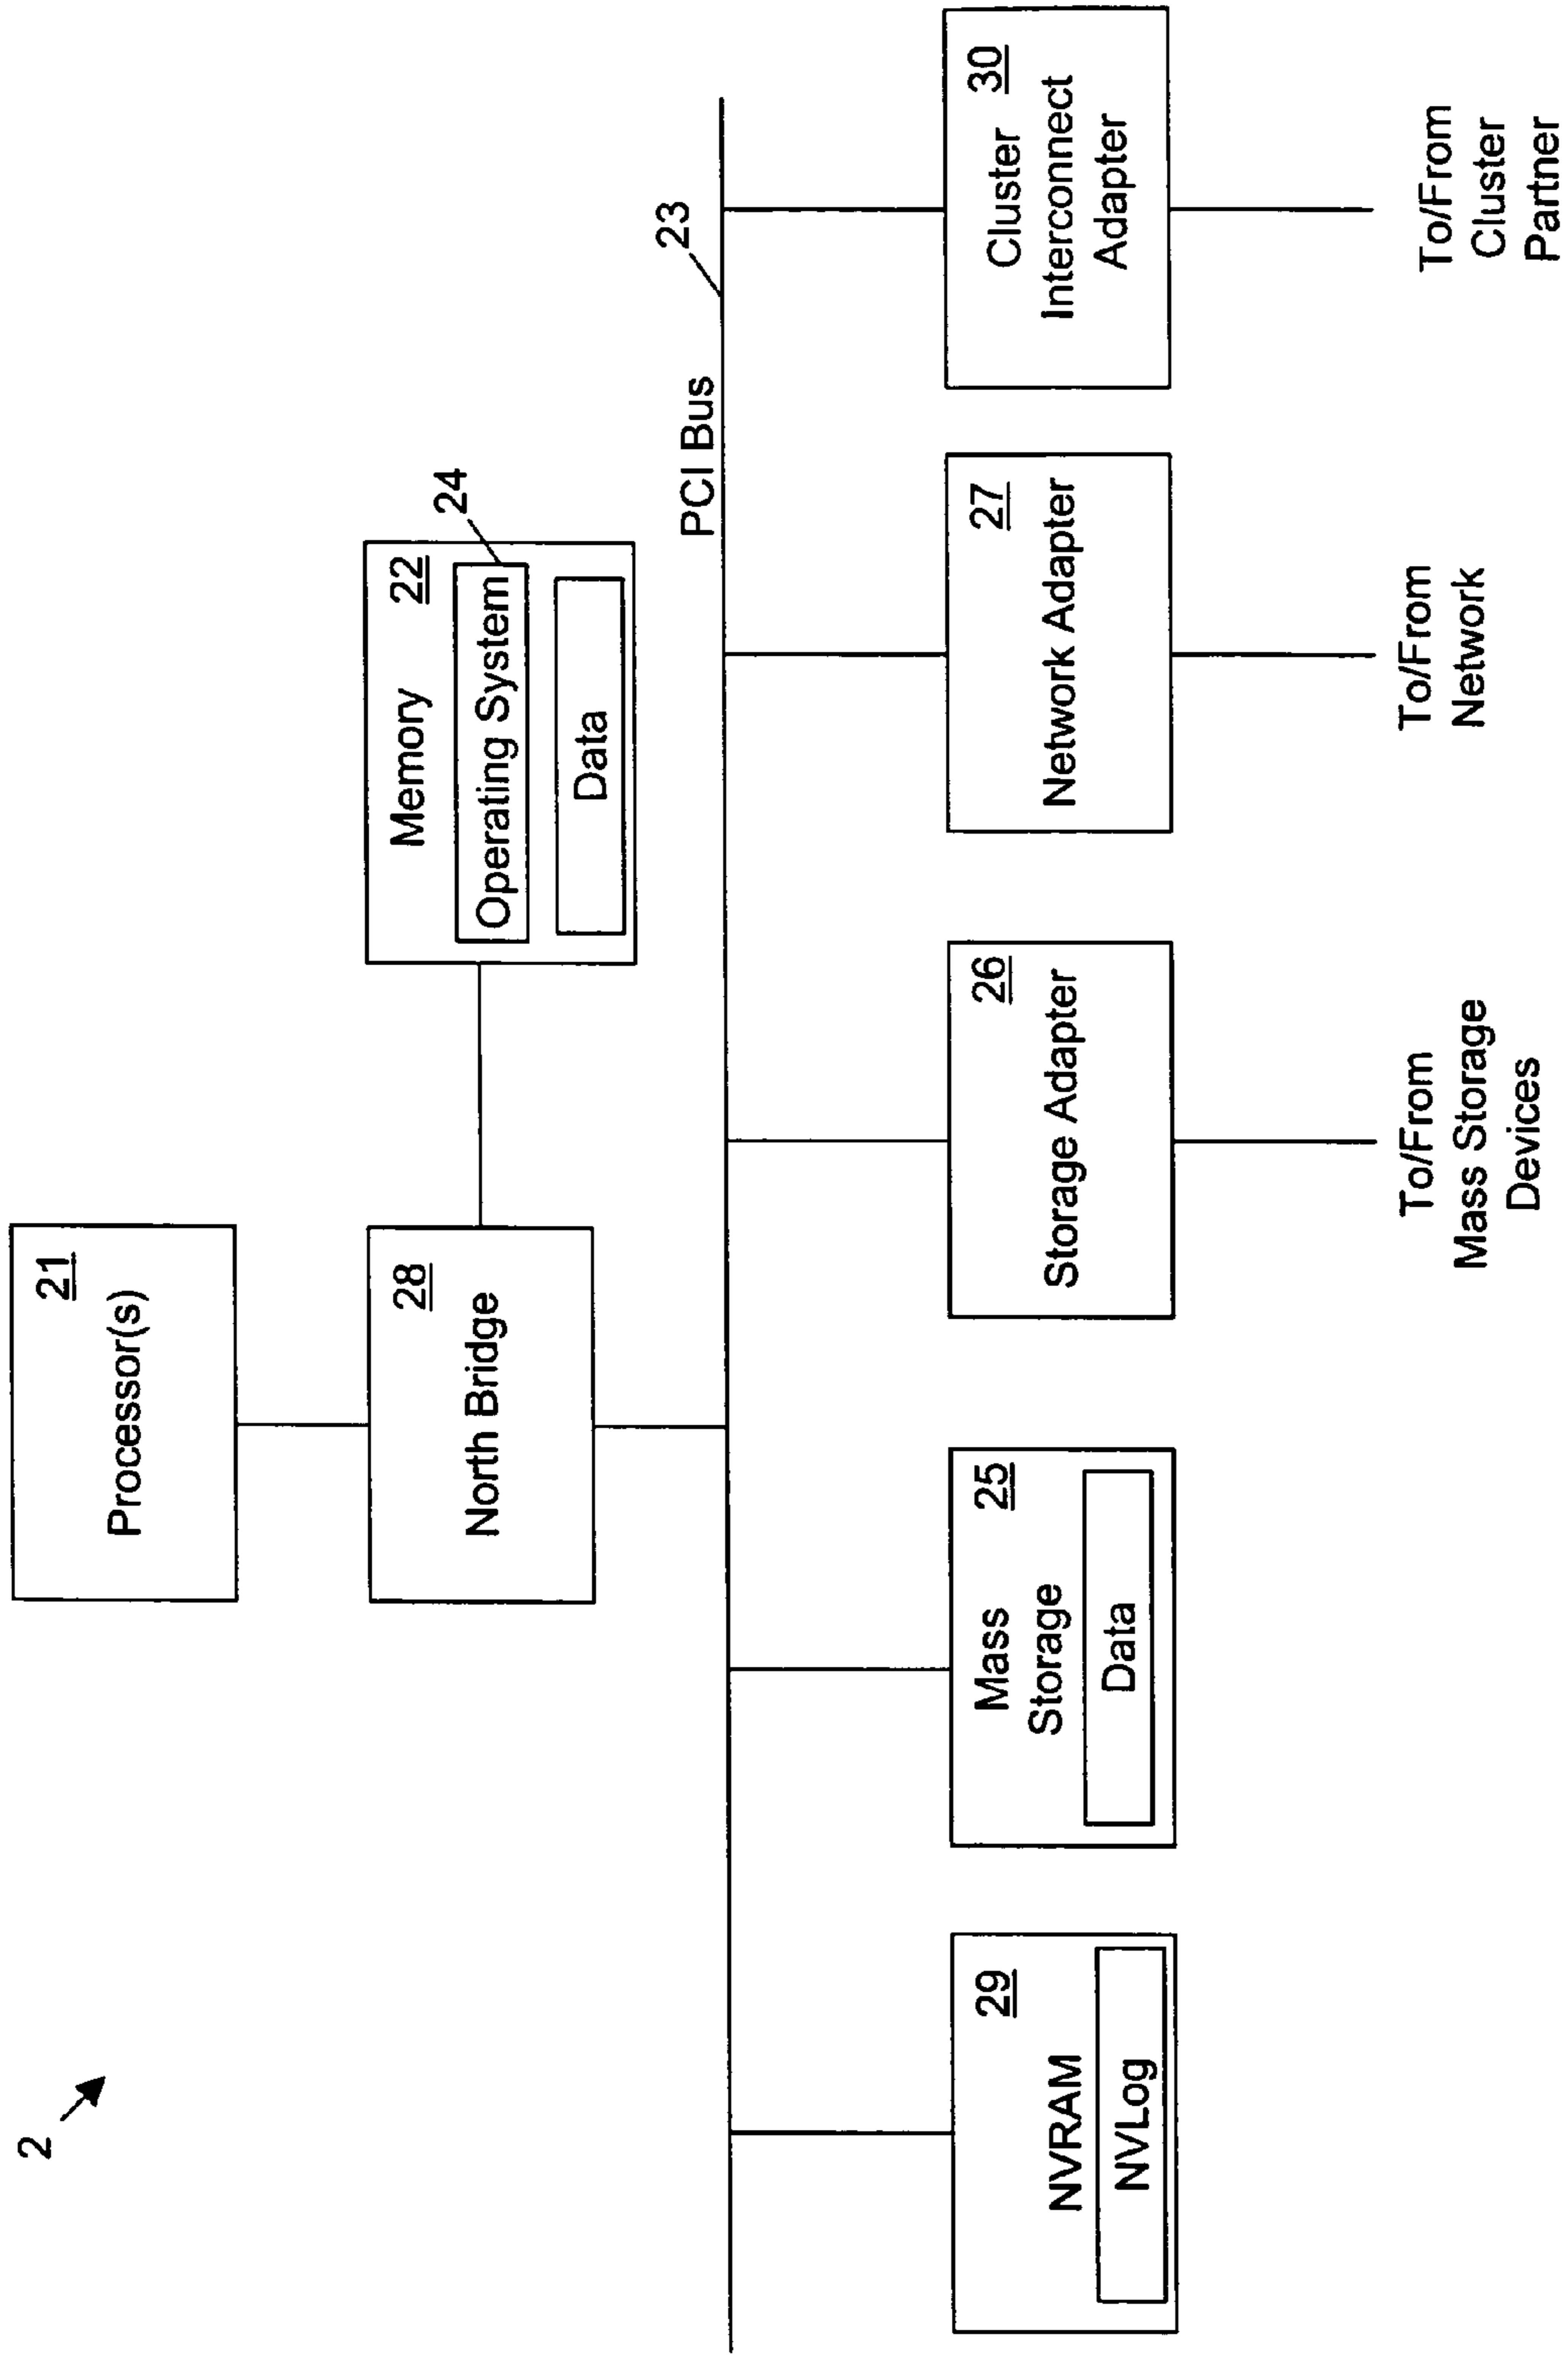 2
Processor(s)
21
North Bridge
28
Memory
22
Operating System
24
Data
PCI Bus
23
NVRAM
29
NVLog
Mass
Storage
25
Data
Storage Adapter
26
Network Adapter
27
Cluster
Interconnect
Adapter
30
To/From
Mass Storage
Devices
To/From
Network
To/From
Cluster
Partner